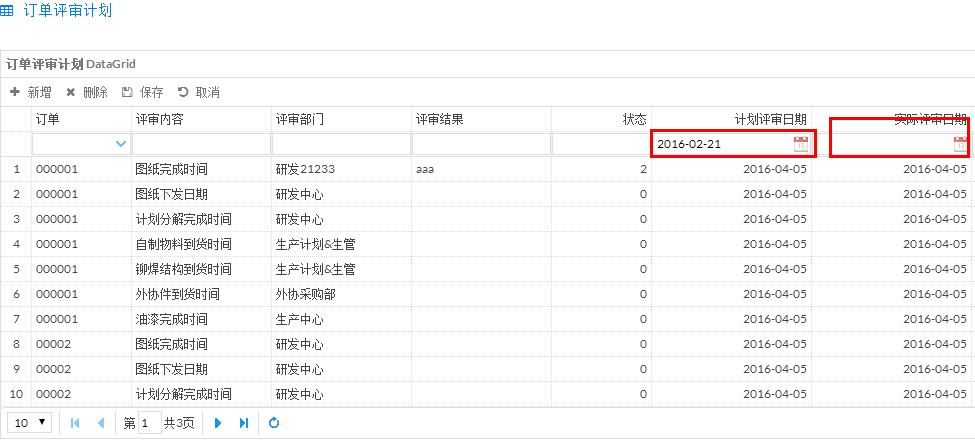 订单评审计划
订单评审计划 DataGrid
新增 删除 保存 取消
订单 评审内容 评审部门 评审结果 状态 计划评审日期 实际评审日期
2016-02-21
1 000001 图纸完成时间 研发21233 aaa 2 2016-04-05 2016-04-05
2 000001 图纸下发日期 研发中心 0 2016-04-05 2016-04-05
3 000001 计划分解完成时间 研发中心 0 2016-04-05 2016-04-05
4 000001 自制物料到货时间 生产计划&生管 0 2016-04-05 2016-04-05
5 000001 铆焊结构到货时间 生产计划&生管 0 2016-04-05 2016-04-05
6 000001 外协件到货时间 外协采购部 0 2016-04-05 2016-04-05
7 000001 油漆完成时间 生产中心 0 2016-04-05 2016-04-05
8 00002 图纸完成时间 研发中心 0 2016-04-05 2016-04-05
9 00002 图纸下发日期 研发中心 0 2016-04-05 2016-04-05
10 00002 计划分解完成时间 研发中心 0 2016-04-05 2016-04-05
10 第 1 共3页